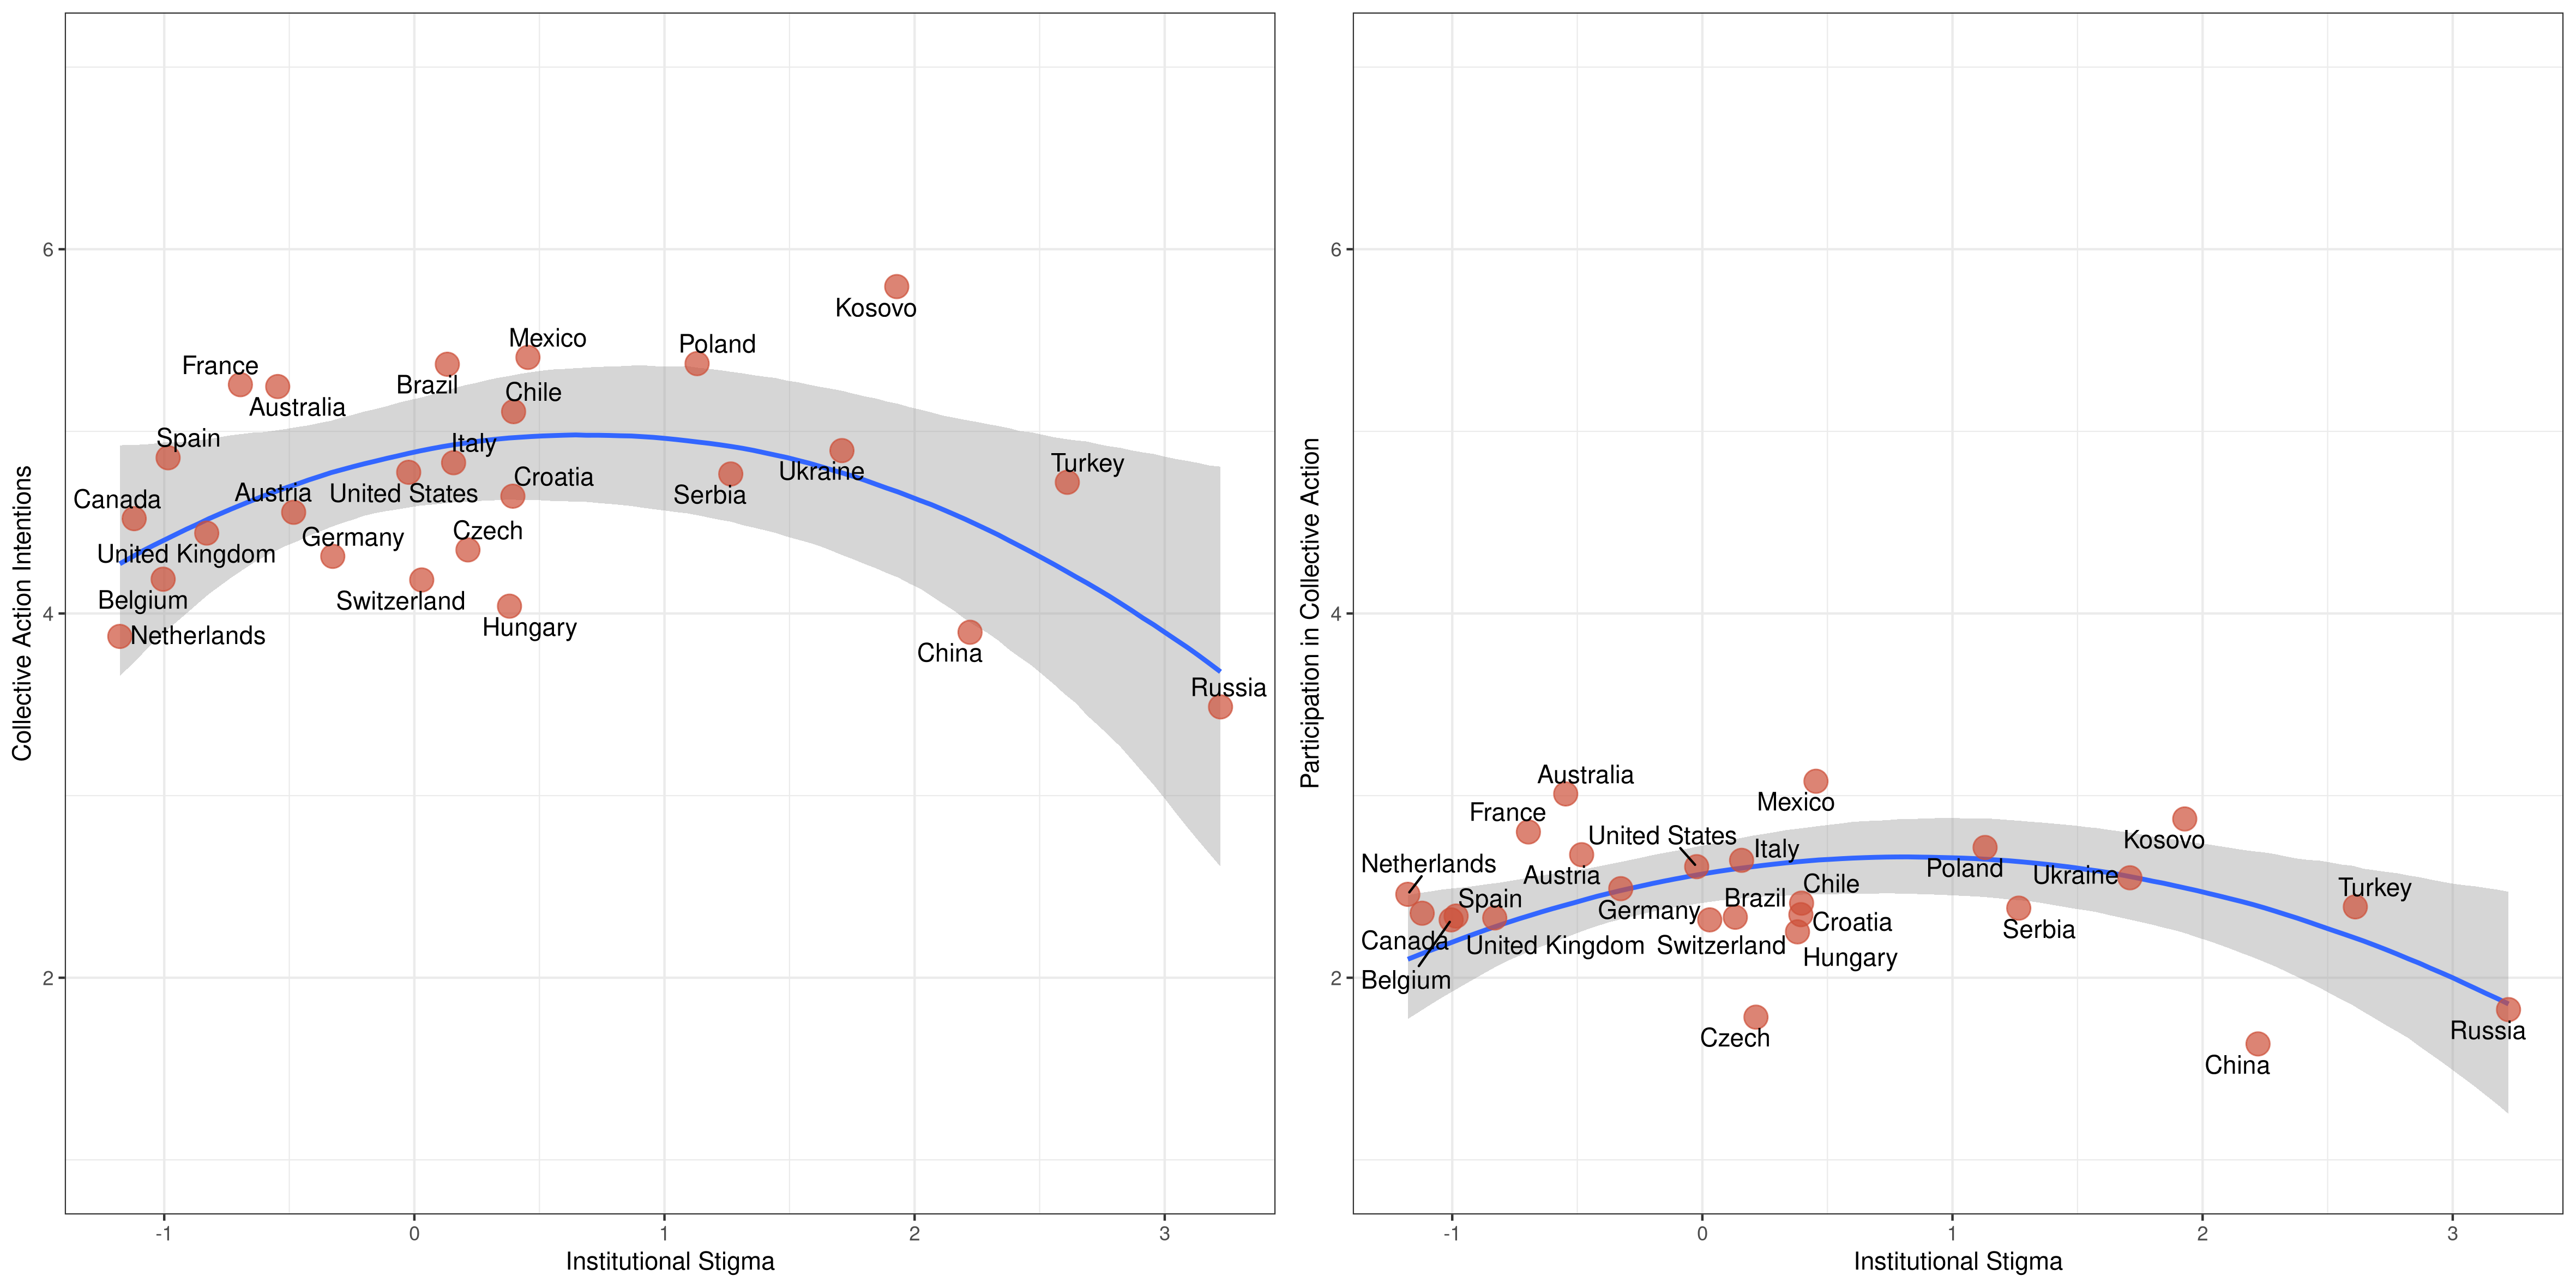 Collective Action Intentions
6
4
2
Kosovo
Mexico
Poland
France
Brazil
Chile
Australia
Spain
Italy
Turkey
Ukraine
Croatia
Austria
United States
Serbia
Canada
Czech
Germany
United Kingdom
Belgium
Switzerland
Hungary
Netherlands
China
Russia
-1
0
1
2
3
Institutional Stigma
Participation in Collective Action
6
4
2
Australia
Mexico
France
United States
Kosovo
Italy
Netherlands
Poland
Austria
Ukraine
Chile
Turkey
Spain
Brazil
Germany
Croatia
Serbia
Canada
United Kingdom
Switzerland
Hungary
Belgium
Russia
Czech
China
-1
0
1
2
3
Institutional Stigma